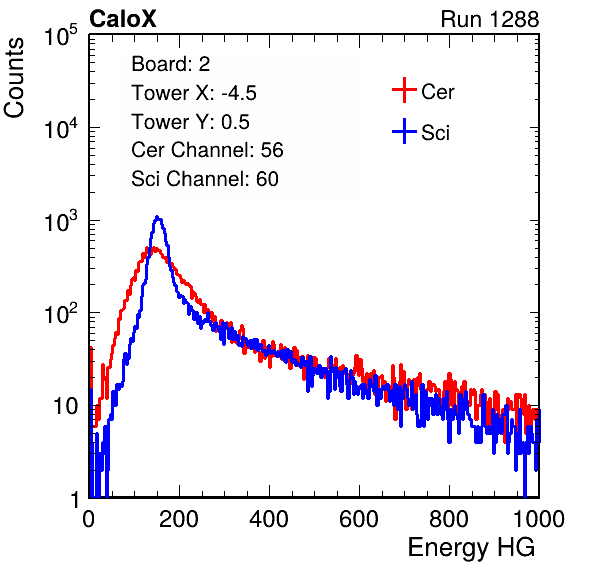 CaloX Run 1288
Counts
10^5
10^4
10^3
10^2
10
1
Board: 2
Tower X: -4.5
Tower Y: 0.5
Cer Channel: 56
Sci Channel: 60
Cer
Sci
0 200 400 600 800 1000
Energy HG